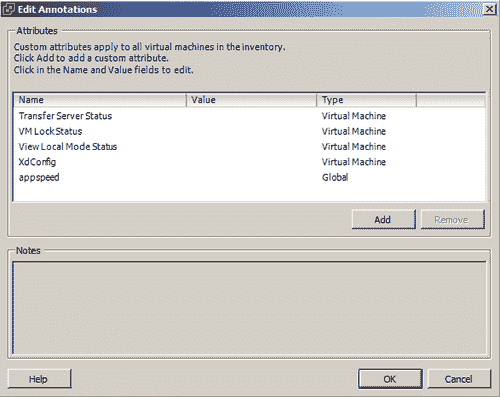 Edit Annotations
Attributes
Custom attributes apply to all virtual machines in the inventory.
Click Add to add a custom attribute.
Click in the Name and Value fields to edit.
Name Value Type
Transfer Server Status Virtual Machine
VM Lock Status Virtual Machine
View Local Mode Status Virtual Machine
XdConfig Virtual Machine
appspeed Global
Add Remove
Notes
Help OK Cancel